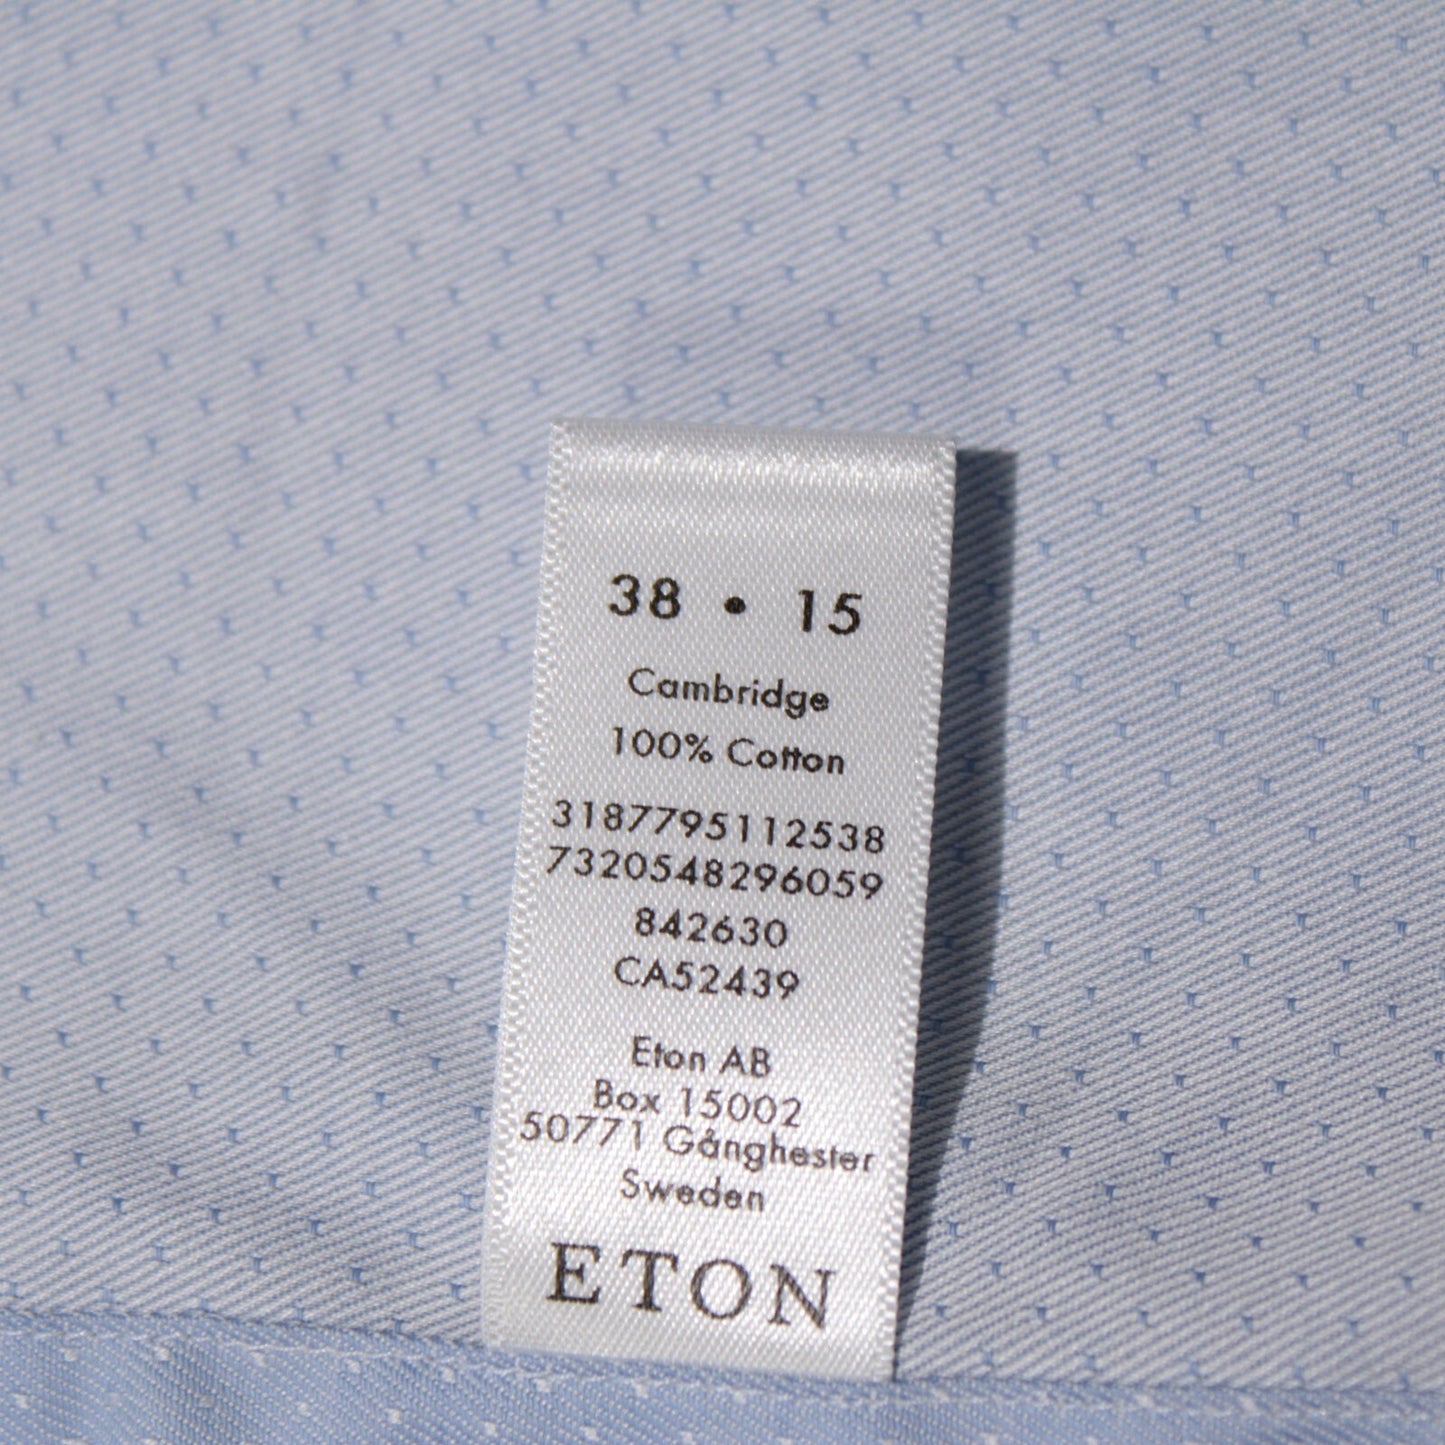 38 • 15
Cambridge
100% Cotton
3187795112538
7320548296059
842630
CA52439
Eton AB
Box 15002
50771 Gånghester
Sweden
ETON